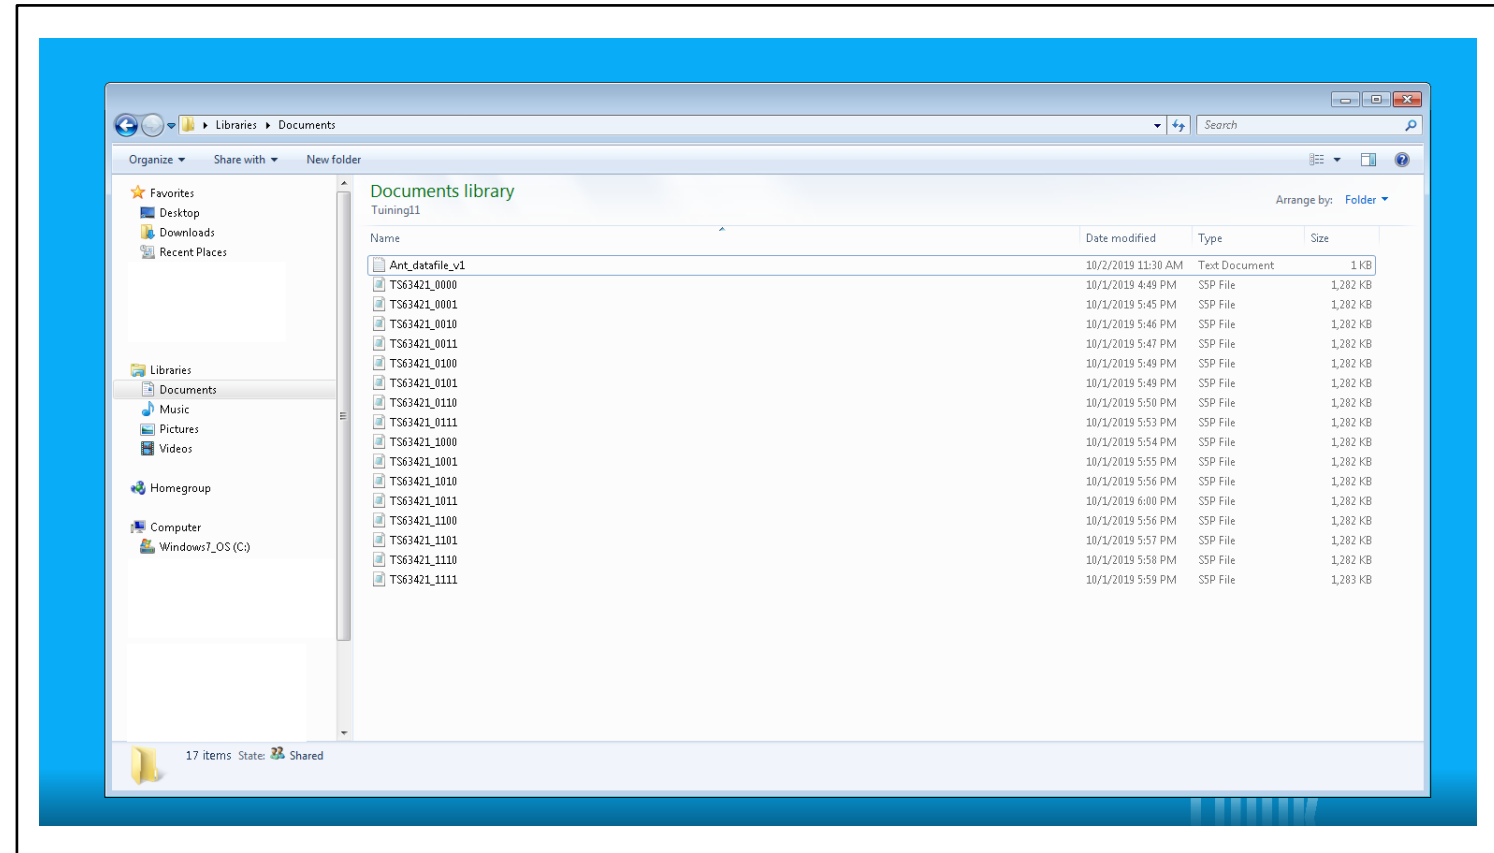 Libraries Documents
Search
Organize Share with New folder
Favorites
Desktop
Downloads
Recent Places
Libraries
Documents
Music
Pictures
Videos
Homegroup
Computer
Windows7_OS (C:)
Documents library
Tuining11
Arrange by: Folder
Name Date modified Type Size
Ant_datafile_v1 10/2/2019 11:30 AM Text Document 1 KB
TS63421_0000 10/1/2019 4:49 PM S5P File 1,282 KB
TS63421_0001 10/1/2019 5:45 PM S5P File 1,282 KB
TS63421_0010 10/1/2019 5:46 PM S5P File 1,282 KB
TS63421_0011 10/1/2019 5:47 PM S5P File 1,282 KB
TS63421_0100 10/1/2019 5:49 PM S5P File 1,282 KB
TS63421_0101 10/1/2019 5:49 PM S5P File 1,282 KB
TS63421_0110 10/1/2019 5:50 PM S5P File 1,282 KB
TS63421_0111 10/1/2019 5:53 PM S5P File 1,282 KB
TS63421_1000 10/1/2019 5:54 PM S5P File 1,282 KB
TS63421_1001 10/1/2019 5:55 PM S5P File 1,282 KB
TS63421_1010 10/1/2019 5:56 PM S5P File 1,282 KB
TS63421_1011 10/1/2019 6:00 PM S5P File 1,282 KB
TS63421_1100 10/1/2019 5:56 PM S5P File 1,282 KB
TS63421_1101 10/1/2019 5:57 PM S5P File 1,282 KB
TS63421_1110 10/1/2019 5:58 PM S5P File 1,282 KB
TS63421_1111 10/1/2019 5:59 PM S5P File 1,283 KB
17 items State: Shared